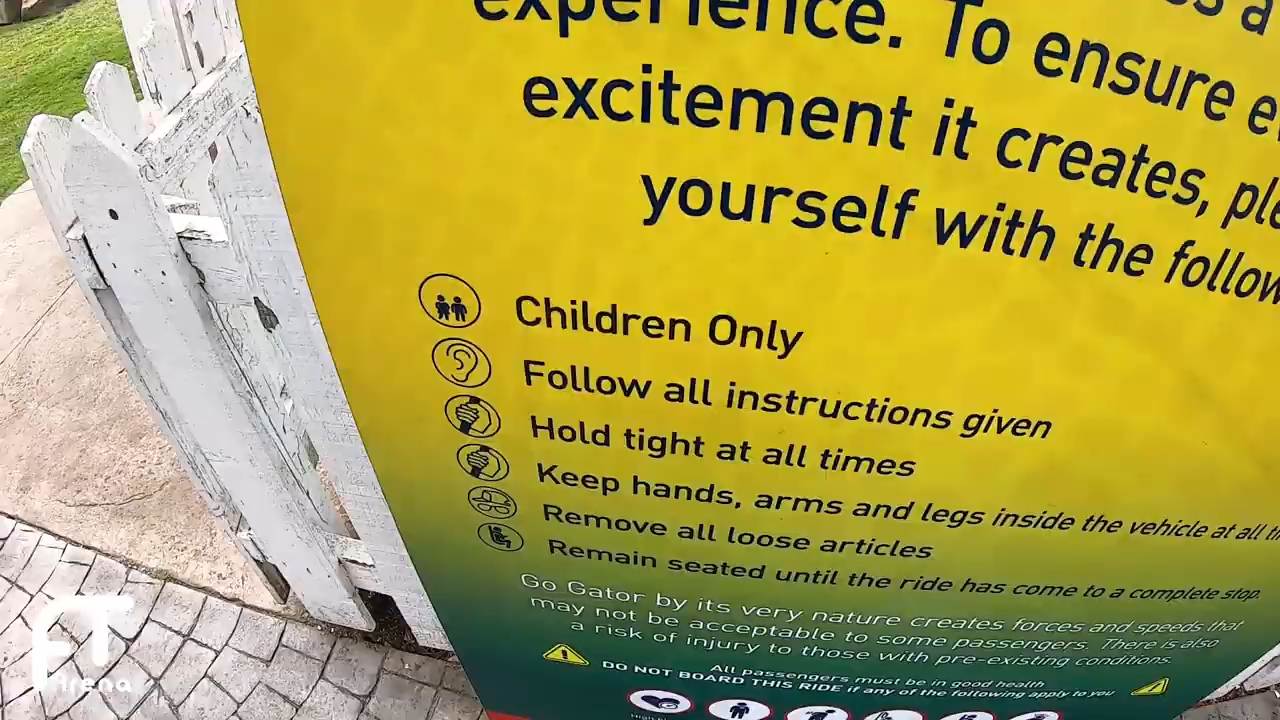 experience. To ensure
excitement it creates,
yourself with the
Children Only
Follow all instructions given
Hold tight at all times
Keep hands, arms and legs inside the vehicle at all
Remove all loose articles
Remain seated until the ride has come to a complete stop.
Go Gator by its very nature creates forces and speeds that
may not be acceptable to some passengers. There is also
a risk of injury to those with pre-existing conditions.
All passengers must be in good health
DO NOT BOARD THIS RIDE if any of the following apply to you
FT
Arena